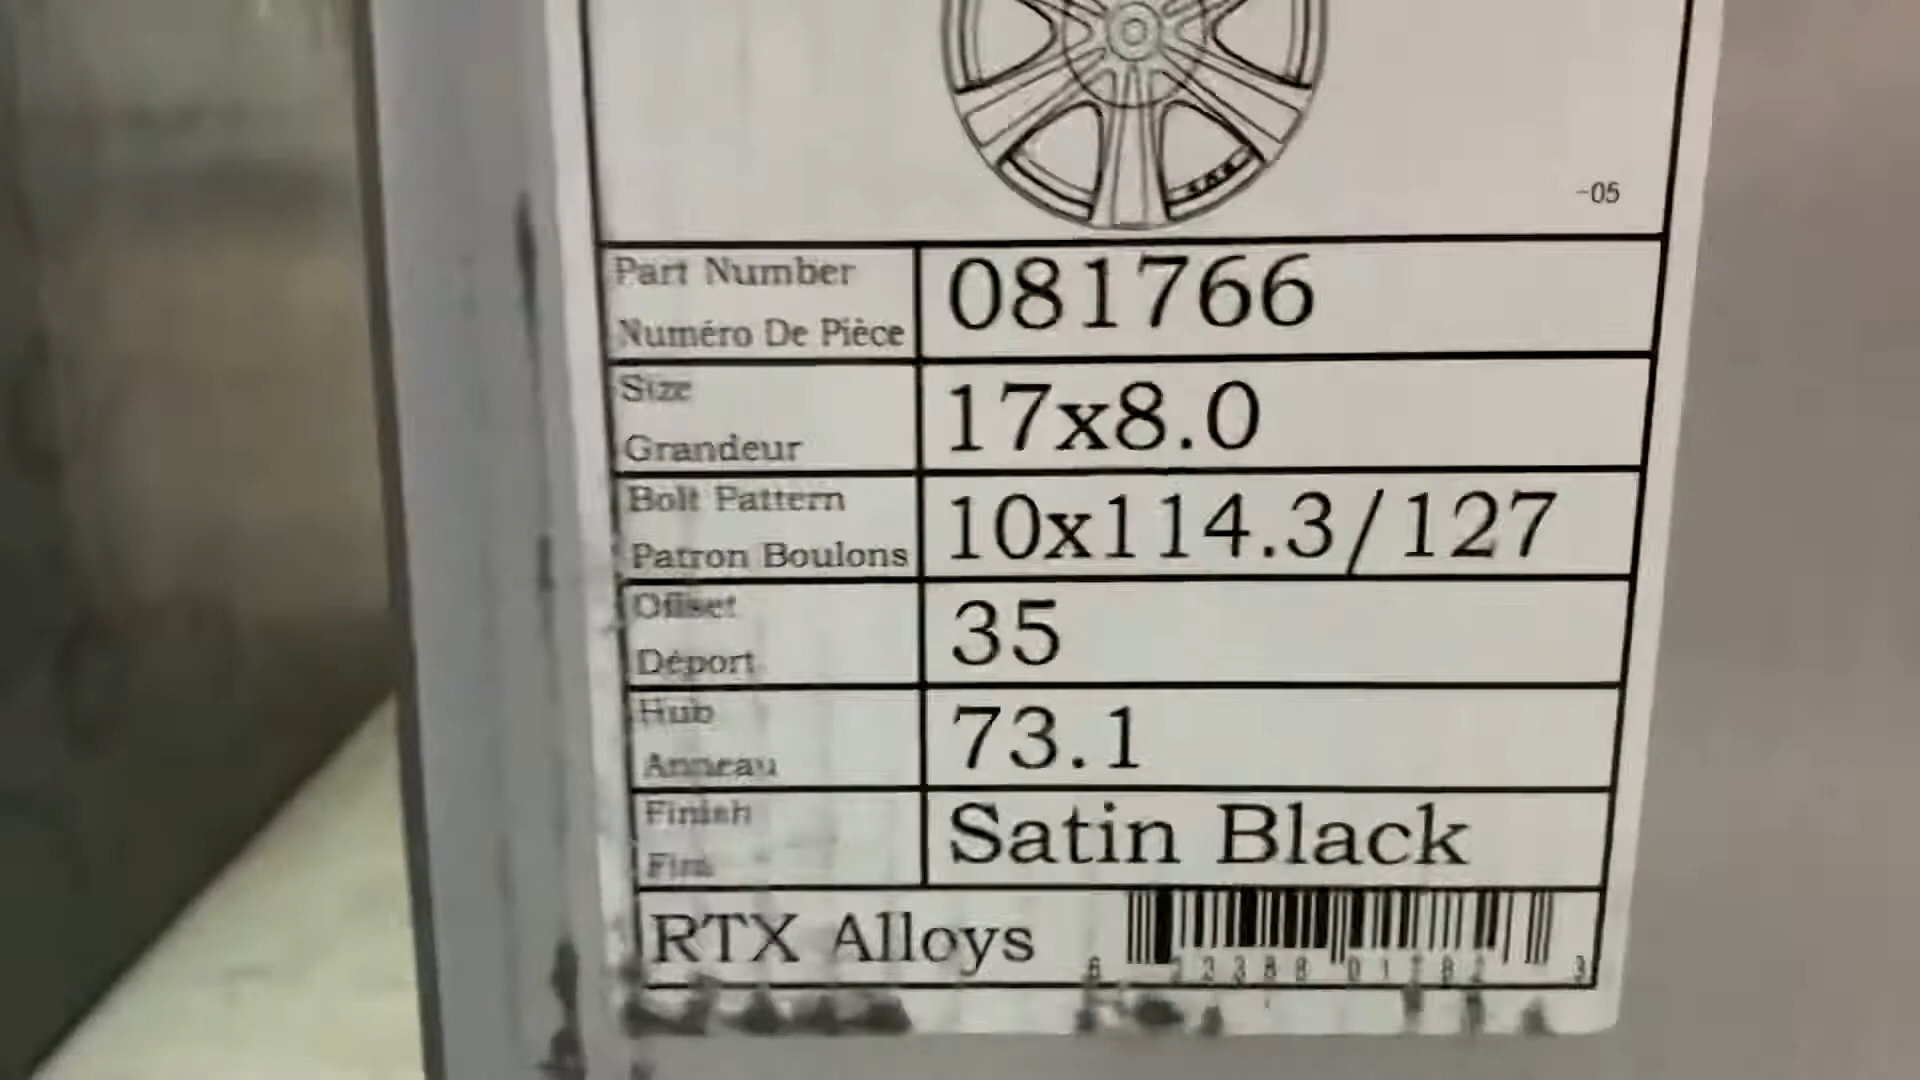 -05
Part Number
Numéro De Pièce
081766
Size
Grandeur
17x8.0
Bolt Pattern
Patron Boulons
10x114.3/127
Offset
Déport
35
Hub
Anneau
73.1
Finish
Fini
Satin Black
RTX Alloys